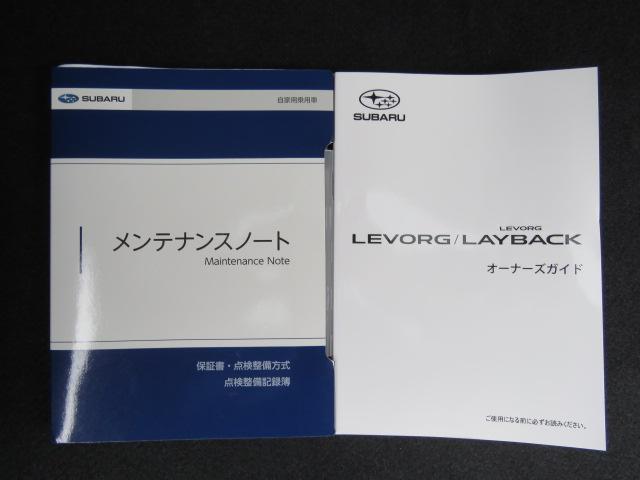 SUBARU
自家用乗用車
メンテナンスノート
Maintenance Note
保証書・点検整備方式
点検整備記録簿
SUBARU
LEVORG
LEVORG/LAYBACK
オーナーズガイド
ご使用になる前に必ずお読みください。